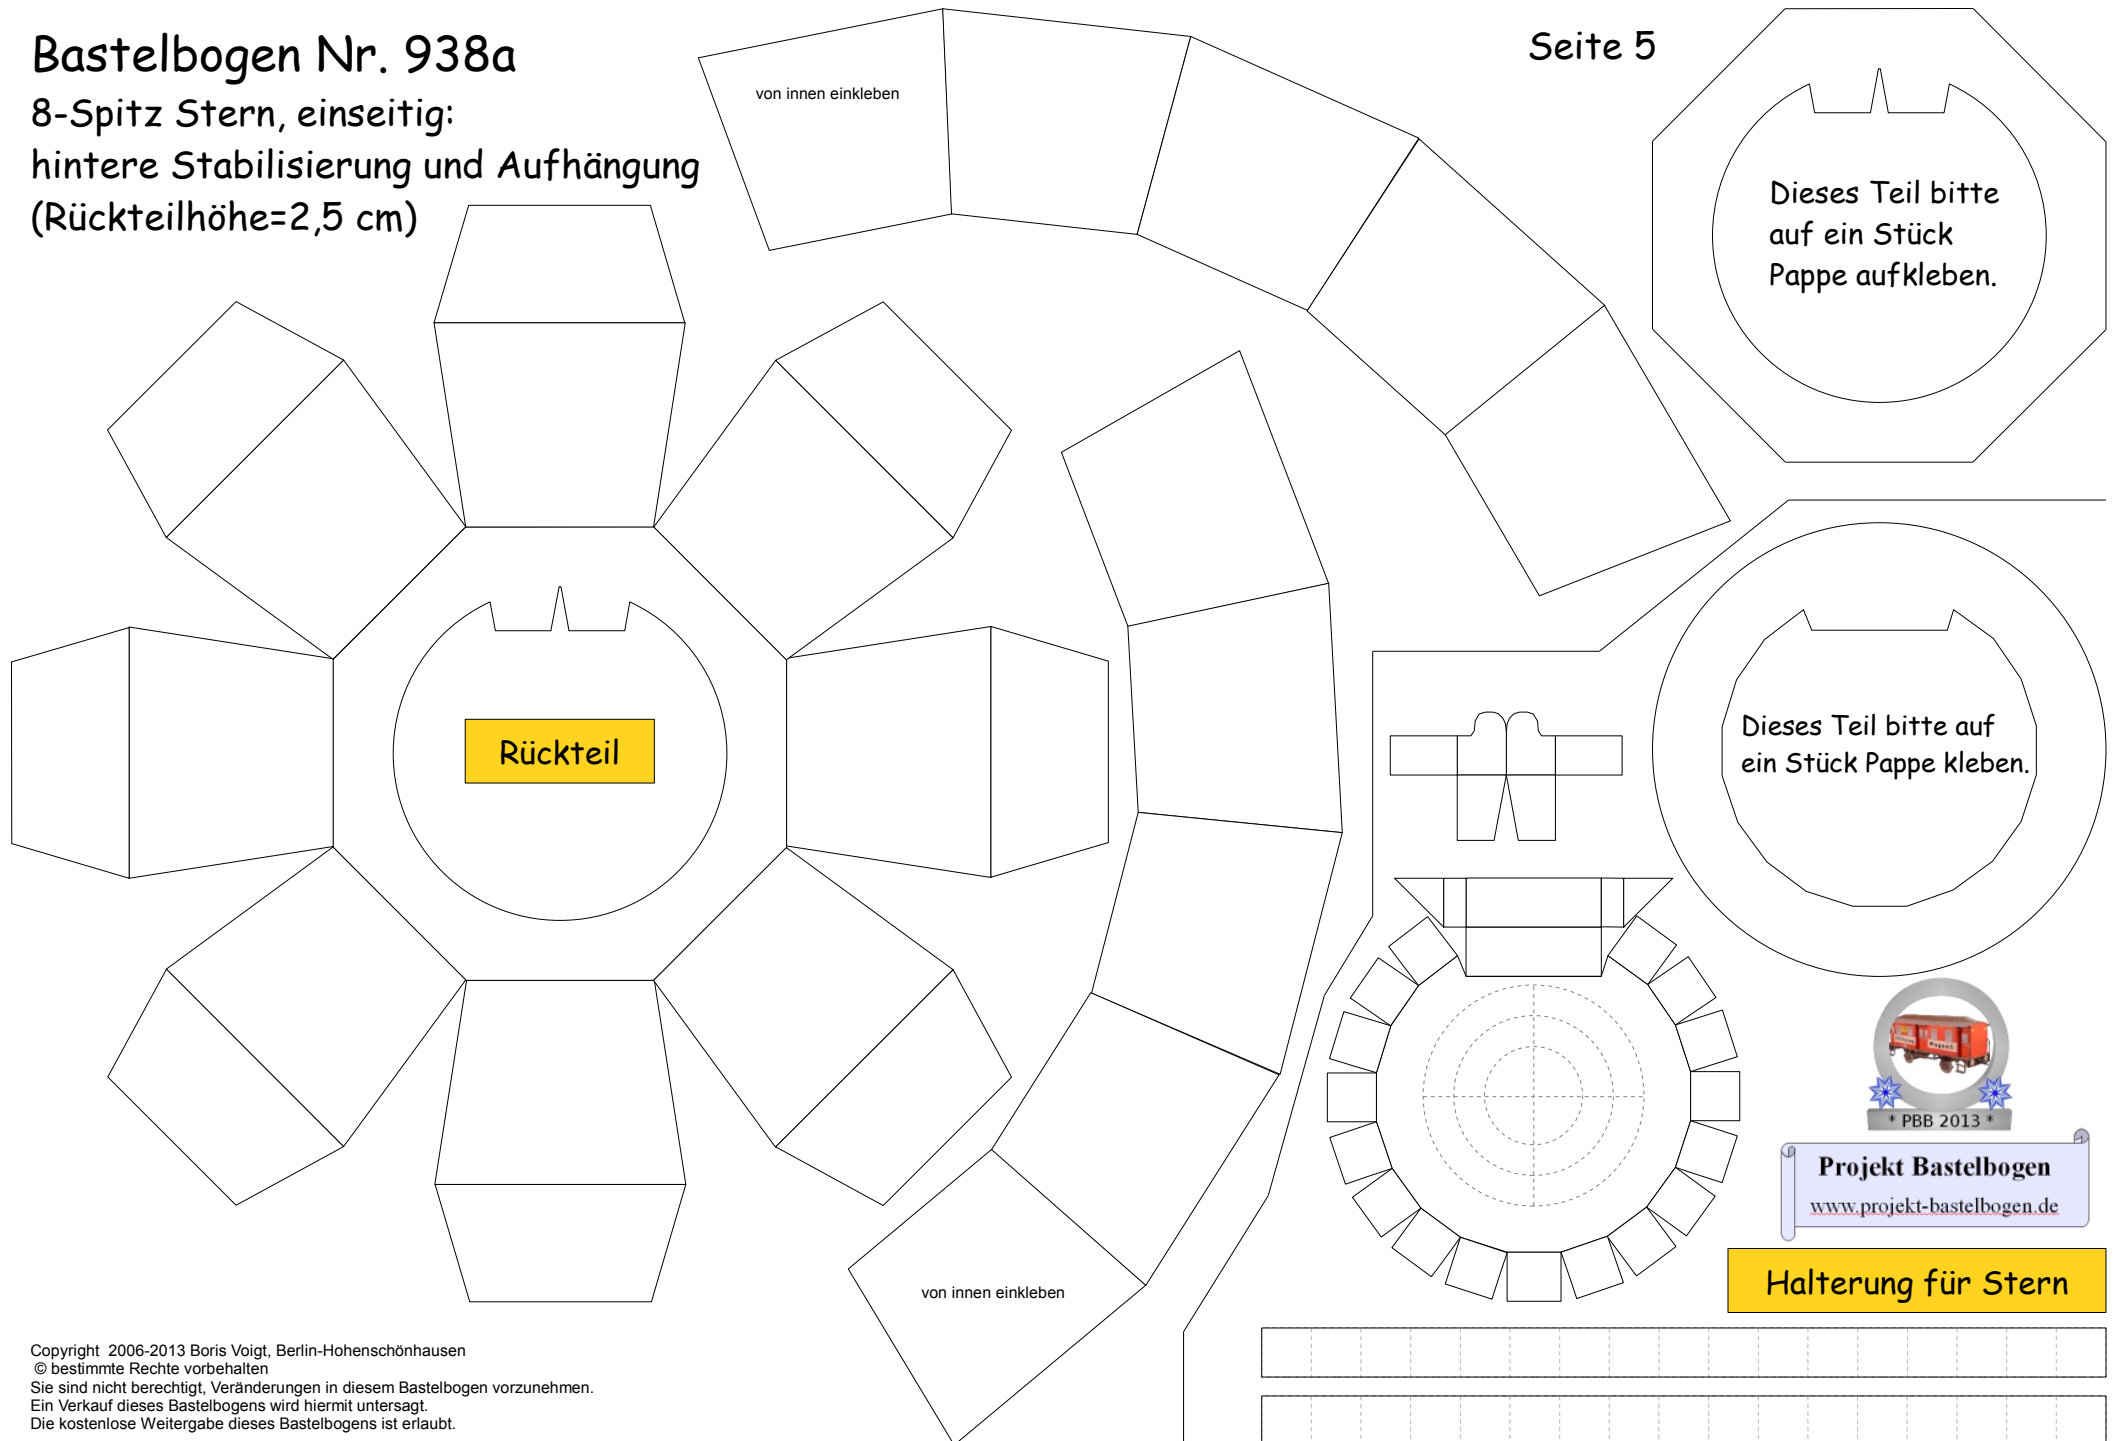 Bastelbogen Nr. 938a
8-Spitz Stern, einseitig:
hintere Stabilisierung und Aufhängung
(Rückteilhöhe=2,5 cm)
von innen einkleben
Seite 5
Dieses Teil bitte
auf ein Stück
Pappe aufkleben.
Rückteil
Dieses Teil bitte auf
ein Stück Pappe kleben.
* PBB 2013 *
Projekt Bastelbogen
www.projekt-bastelbogen.de
Halterung für Stern
von innen einkleben
Copyright 2006-2013 Boris Voigt, Berlin-Hohenschönhausen
© bestimmte Rechte vorbehalten
Sie sind nicht berechtigt, Veränderungen in diesem Bastelbogen vorzunehmen.
Ein Verkauf dieses Bastelbogens wird hiermit untersagt.
Die kostenlose Weitergabe dieses Bastelbogens ist erlaubt.